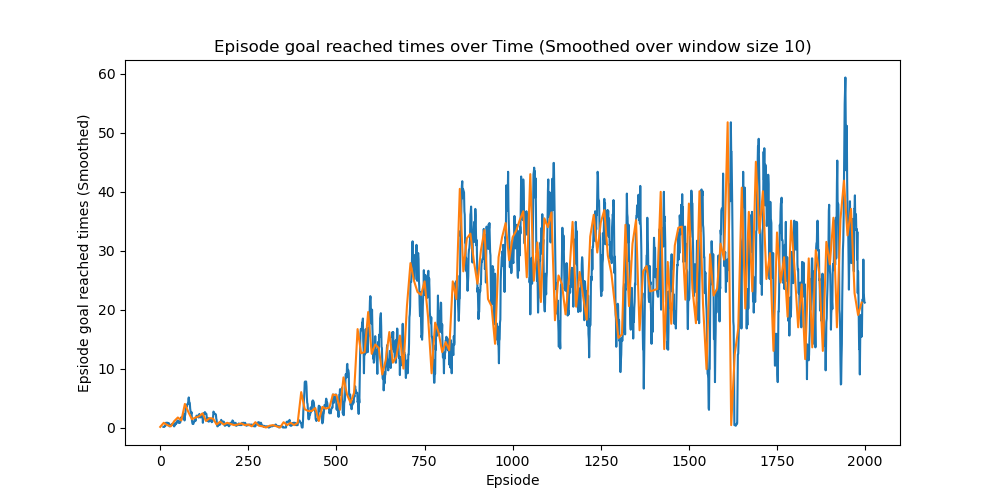 Episode goal reached times over Time (Smoothed over window size 10)
Epsiode goal reached times (Smoothed)
60
50
40
30
20
10
0
0 250 500 750 1000 1250 1500 1750 2000
Epsiode